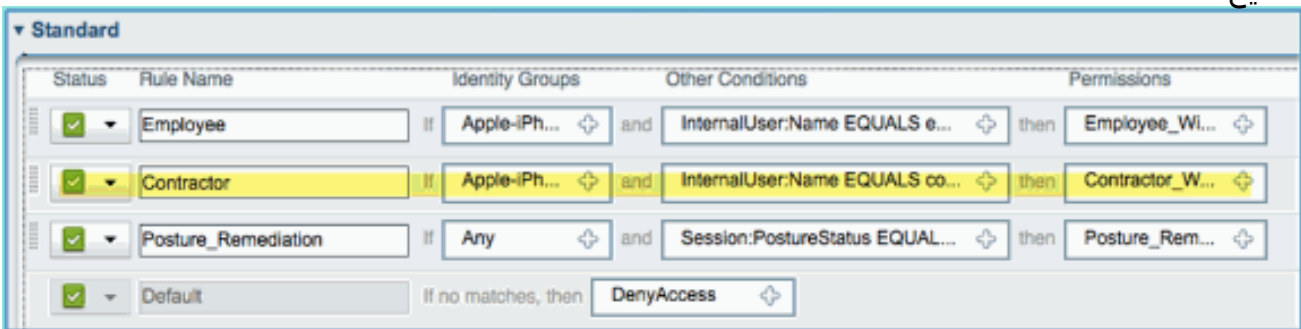 Standard
Status Rule Name Identity Groups Other Conditions Permissions
Employee If Apple-iPh... and InternalUser:Name EQUALS e... then Employee_Wi...
Contractor If Apple-iPh... and InternalUser:Name EQUALS co... then Contractor_W...
Posture_Remediation If Any and Session:PostureStatus EQUAL... then Posture_Rem...
Default If no matches, then DenyAccess